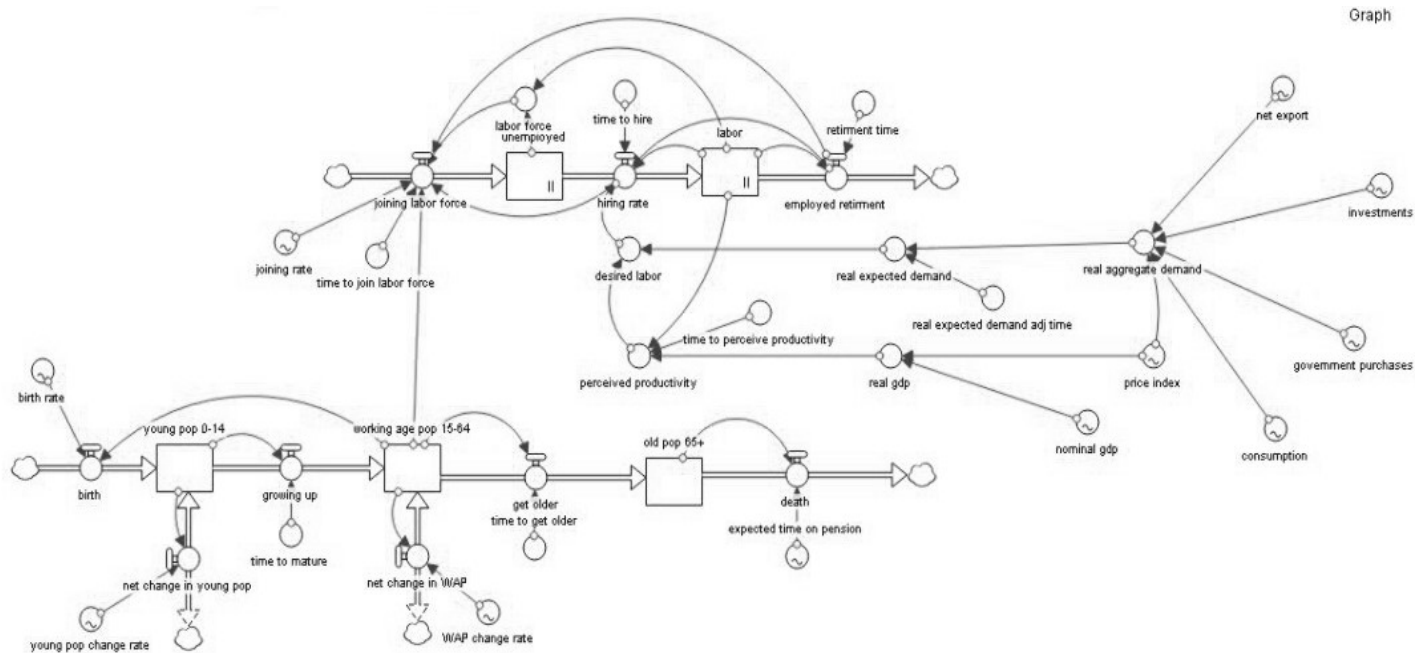 Graph
net export
labor force
unemployed
time to hire
labor
retirment time
joining labor force
hiring rate
employed retirment
investments
joining rate
time to join labor force
desired labor
real expected demand
real aggregate demand
real expected demand adj time
time to perceive productivity
perceived productivity
real gdp
price index
government purchases
birth rate
young pop 0-14
working age pop 15-64
old pop 65+
nominal gdp
consumption
birth
growing up
get older
time to get older
death
expected time on pension
time to mature
net change in young pop
net change in WAP
young pop change rate
WAP change rate